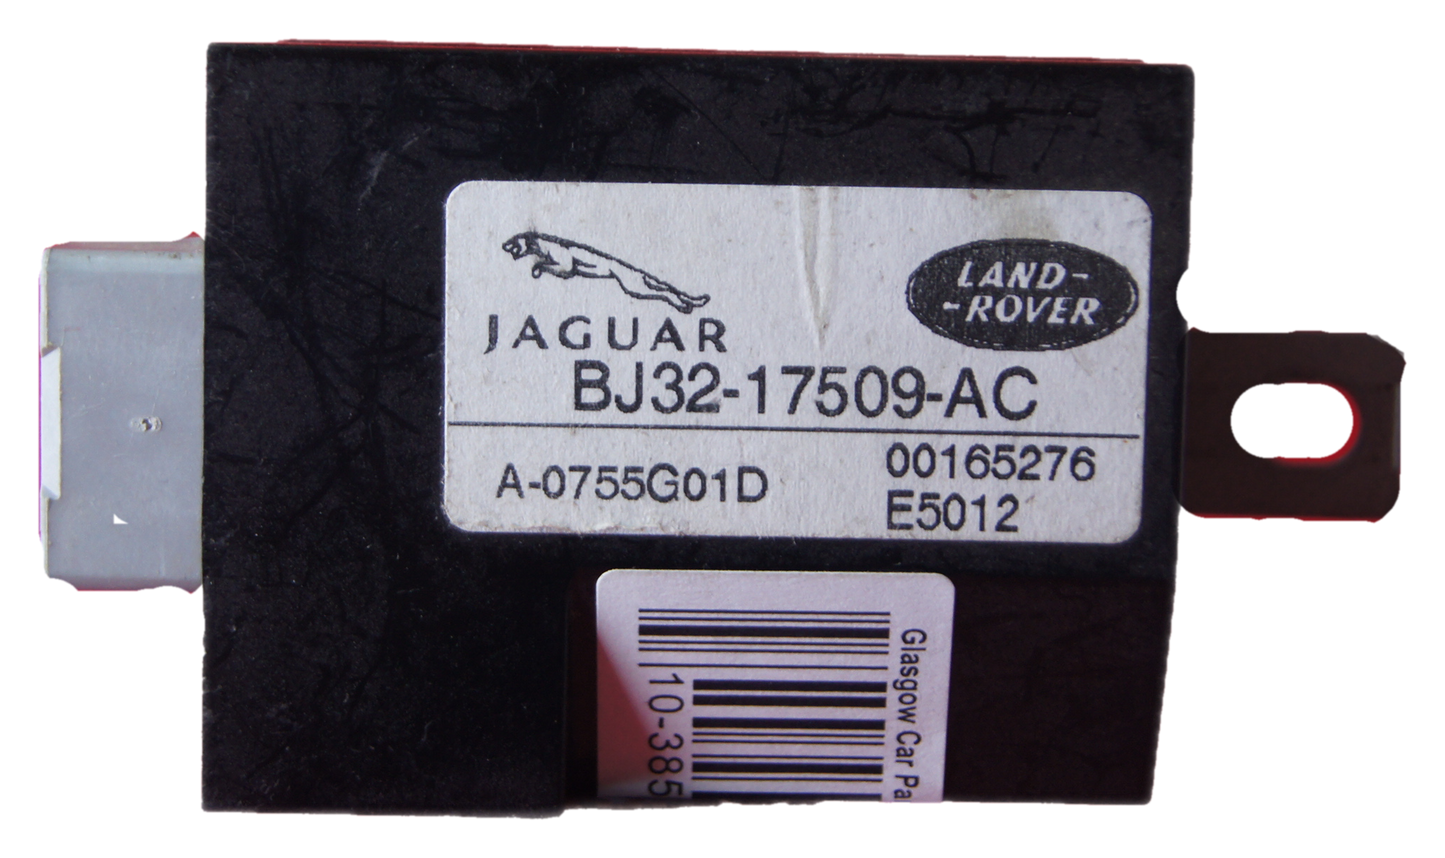 JAGUAR
LAND-
-ROVER
BJ32-17509-AC
A-0755G01D
00165276
E5012
Glasgow Car Pa
10-385